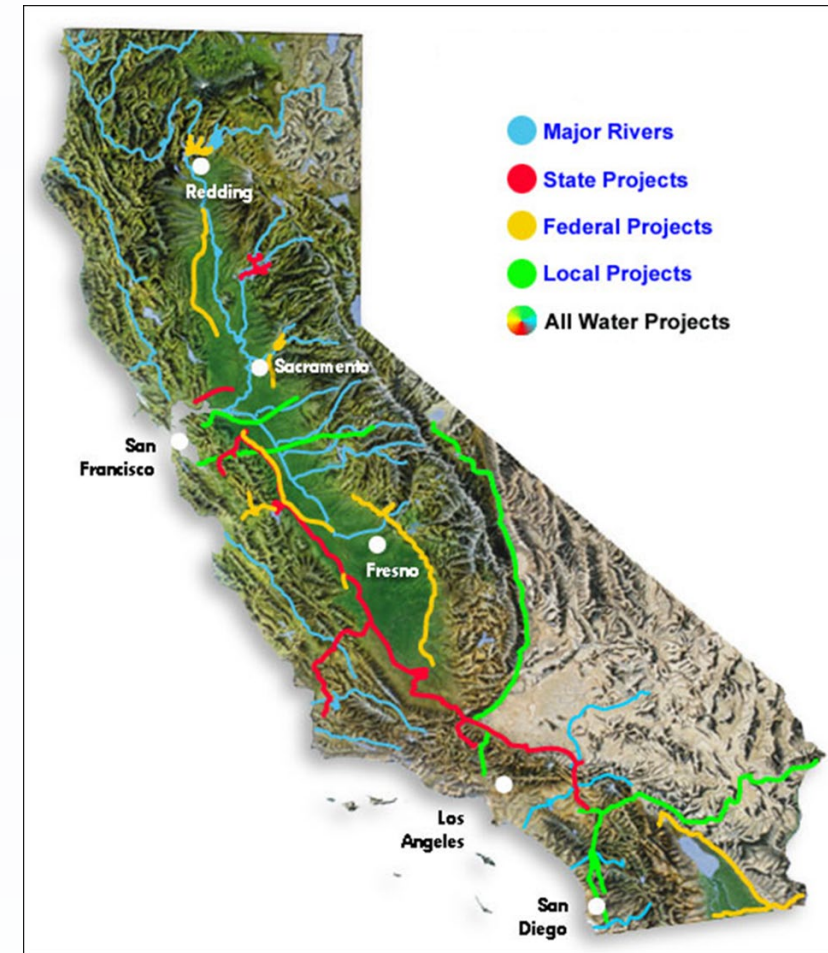 Major Rivers
State Projects
Federal Projects
Local Projects
All Water Projects
Redding
Sacramento
San
Francisco
Fresno
Los
Angeles
San
Diego